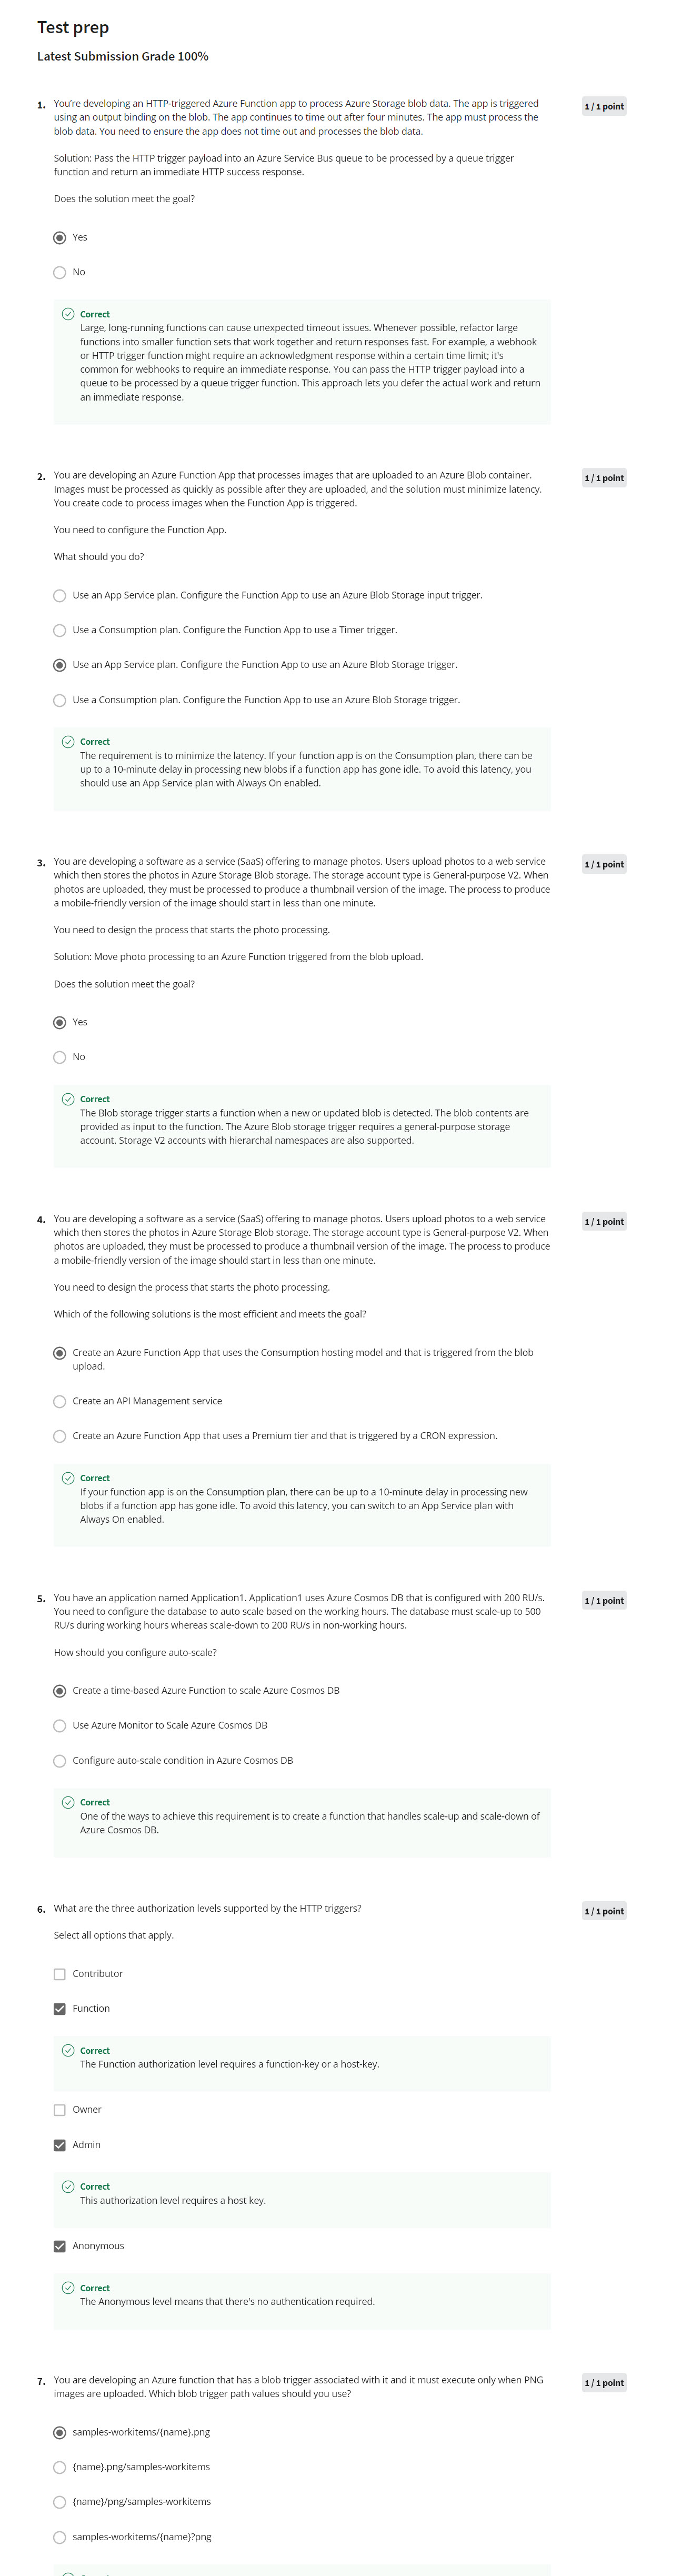 Test prep
Latest Submission Grade 100%
1. You're developing an HTTP-triggered Azure Function app to process Azure Storage blob data. The app is triggered
using an output binding on the blob. The app continues to time out after four minutes. The app must process the
blob data. You need to ensure the app does not time out and processes the blob data.
1 / 1 point
Solution: Pass the HTTP trigger payload into an Azure Service Bus queue to be processed by a queue trigger
function and return an immediate HTTP success response.
Does the solution meet the goal?
Yes
No
Correct
Large, long-running functions can cause unexpected timeout issues. Whenever possible, refactor large
functions into smaller function sets that work together and return responses fast. For example, a webhook
or HTTP trigger function might require an acknowledgment response within a certain time limit; it's
common for webhooks to require an immediate response. You can pass the HTTP trigger payload into a
queue to be processed by a queue trigger function. This approach lets you defer the actual work and return
an immediate response.
2. You are developing an Azure Function App that processes images that are uploaded to an Azure Blob container.
Images must be processed as quickly as possible after they are uploaded, and the solution must minimize latency.
You create code to process images when the Function App is triggered.
1 / 1 point
You need to configure the Function App.
What should you do?
Use an App Service plan. Configure the Function App to use an Azure Blob Storage input trigger.
Use a Consumption plan. Configure the Function App to use a Timer trigger.
Use an App Service plan. Configure the Function App to use an Azure Blob Storage trigger.
Use a Consumption plan. Configure the Function App to use an Azure Blob Storage trigger.
Correct
The requirement is to minimize the latency. If your function app is on the Consumption plan, there can be
up to a 10-minute delay in processing new blobs if a function app has gone idle. To avoid this latency, you
should use an App Service plan with Always On enabled.
3. You are developing a software as a service (SaaS) offering to manage photos. Users upload photos to a web service
which then stores the photos in Azure Storage Blob storage. The storage account type is General-purpose V2. When
photos are uploaded, they must be processed to produce a thumbnail version of the image. The process to produce
a mobile-friendly version of the image should start in less than one minute.
1 / 1 point
You need to design the process that starts the photo processing.
Solution: Move photo processing to an Azure Function triggered from the blob upload.
Does the solution meet the goal?
Yes
No
Correct
The Blob storage trigger starts a function when a new or updated blob is detected. The blob contents are
provided as input to the function. The Azure Blob storage trigger requires a general-purpose storage
account. Storage V2 accounts with hierarchal namespaces are also supported.
4. You are developing a software as a service (SaaS) offering to manage photos. Users upload photos to a web service
which then stores the photos in Azure Storage Blob storage. The storage account type is General-purpose V2. When
photos are uploaded, they must be processed to produce a thumbnail version of the image. The process to produce
a mobile-friendly version of the image should start in less than one minute.
1 / 1 point
You need to design the process that starts the photo processing.
Which of the following solutions is the most efficient and meets the goal?
Create an Azure Function App that uses the Consumption hosting model and that is triggered from the blob
upload.
Create an API Management service
Create an Azure Function App that uses a Premium tier and that is triggered by a CRON expression.
Correct
If your function app is on the Consumption plan, there can be up to a 10-minute delay in processing new
blobs if a function app has gone idle. To avoid this latency, you can switch to an App Service plan with
Always On enabled.
5. You have an application named Application1. Application1 uses Azure Cosmos DB that is configured with 200 RU/s.
You need to configure the database to auto scale based on the working hours. The database must scale-up to 500
RU/s during working hours whereas scale-down to 200 RU/s in non-working hours.
1 / 1 point
How should you configure auto-scale?
Create a time-based Azure Function to scale Azure Cosmos DB
Use Azure Monitor to Scale Azure Cosmos DB
Configure auto-scale condition in Azure Cosmos DB
Correct
One of the ways to achieve this requirement is to create a function that handles scale-up and scale-down of
Azure Cosmos DB.
6. What are the three authorization levels supported by the HTTP triggers?
1 / 1 point
Select all options that apply.
Contributor
Function
Correct
The Function authorization level requires a function-key or a host-key.
Owner
Admin
Correct
This authorization level requires a host key.
Anonymous
Correct
The Anonymous level means that there's no authentication required.
7. You are developing an Azure function that has a blob trigger associated with it and it must execute only when PNG
images are uploaded. Which blob trigger path values should you use?
1 / 1 point
samples-workitems/{name}.png
{name}.png/samples-workitems
{name}/png/samples-workitems
samples-workitems/{name}?png